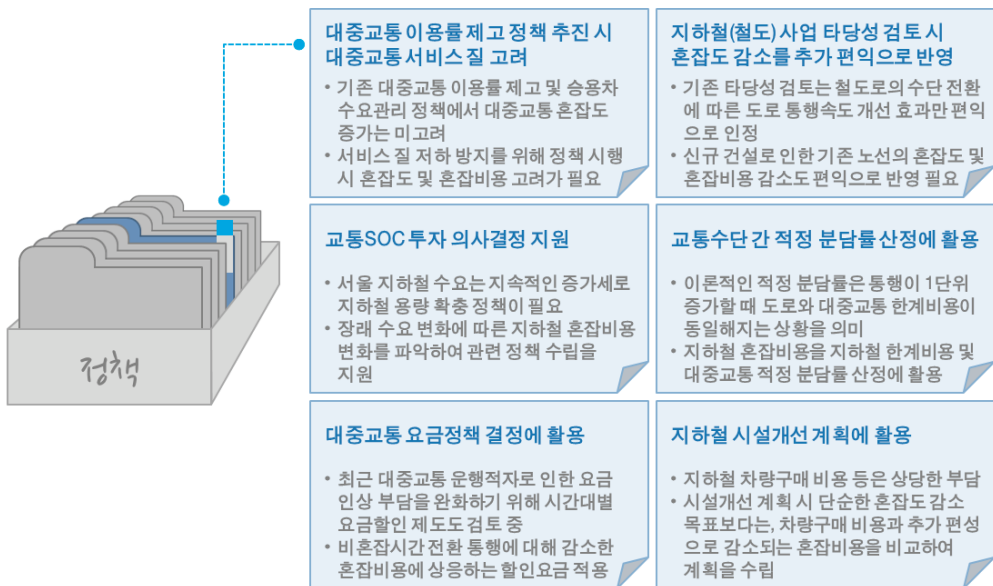 대중교통 이용률 제고 정책 추진 시
대중교통 서비스 질 고려
• 기존 대중교통 이용률 제고 및 승용차
수요관리 정책에서 대중교통 혼잡도
증가는 미고려
• 서비스 질 저하 방지를 위해 정책 시행
시 혼잡도 및 혼잡비용 고려가 필요
지하철(철도) 사업 타당성 검토 시
혼잡도 감소를 추가 편익으로 반영
• 기존 타당성 검토는 철도로의 수단 전환
에 따른 도로 통행속도 개선 효과만 편익
으로 인정
• 신규 건설로 인한 기존 노선의 혼잡도 및
혼잡비용 감소도 편익으로 반영 필요
교통SOC 투자 의사결정 지원
• 서울 지하철 수요는 지속적인 증가세로
지하철 용량 확충 정책이 필요
• 장래 수요 변화에 따른 지하철 혼잡비용
변화를 파악하여 관련 정책 수립을
지원
교통수단 간 적정 분담률 산정에 활용
• 이론적인 적정 분담률은 통행이 1단위
증가할 때 도로와 대중교통 한계비용이
동일해지는 상황을 의미
• 지하철 혼잡비용을 지하철 한계비용 및
대중교통 적정 분담률 산정에 활용
정책
대중교통 요금정책 결정에 활용
• 최근 대중교통 운행적자로 인한 요금
인상 부담을 완화하기 위해 시간대별
요금할인 제도도 검토 중
• 비혼잡시간 전환 통행에 대해 감소한
혼잡비용에 상응하는 할인요금 적용
지하철 시설개선 계획에 활용
• 지하철 차량구매 비용 등은 상당한 부담
• 시설개선 계획 시 단순한 혼잡도 감소
목표보다는, 차량구매 비용과 추가 편성
으로 감소되는 혼잡비용을 비교하여
계획을 수립